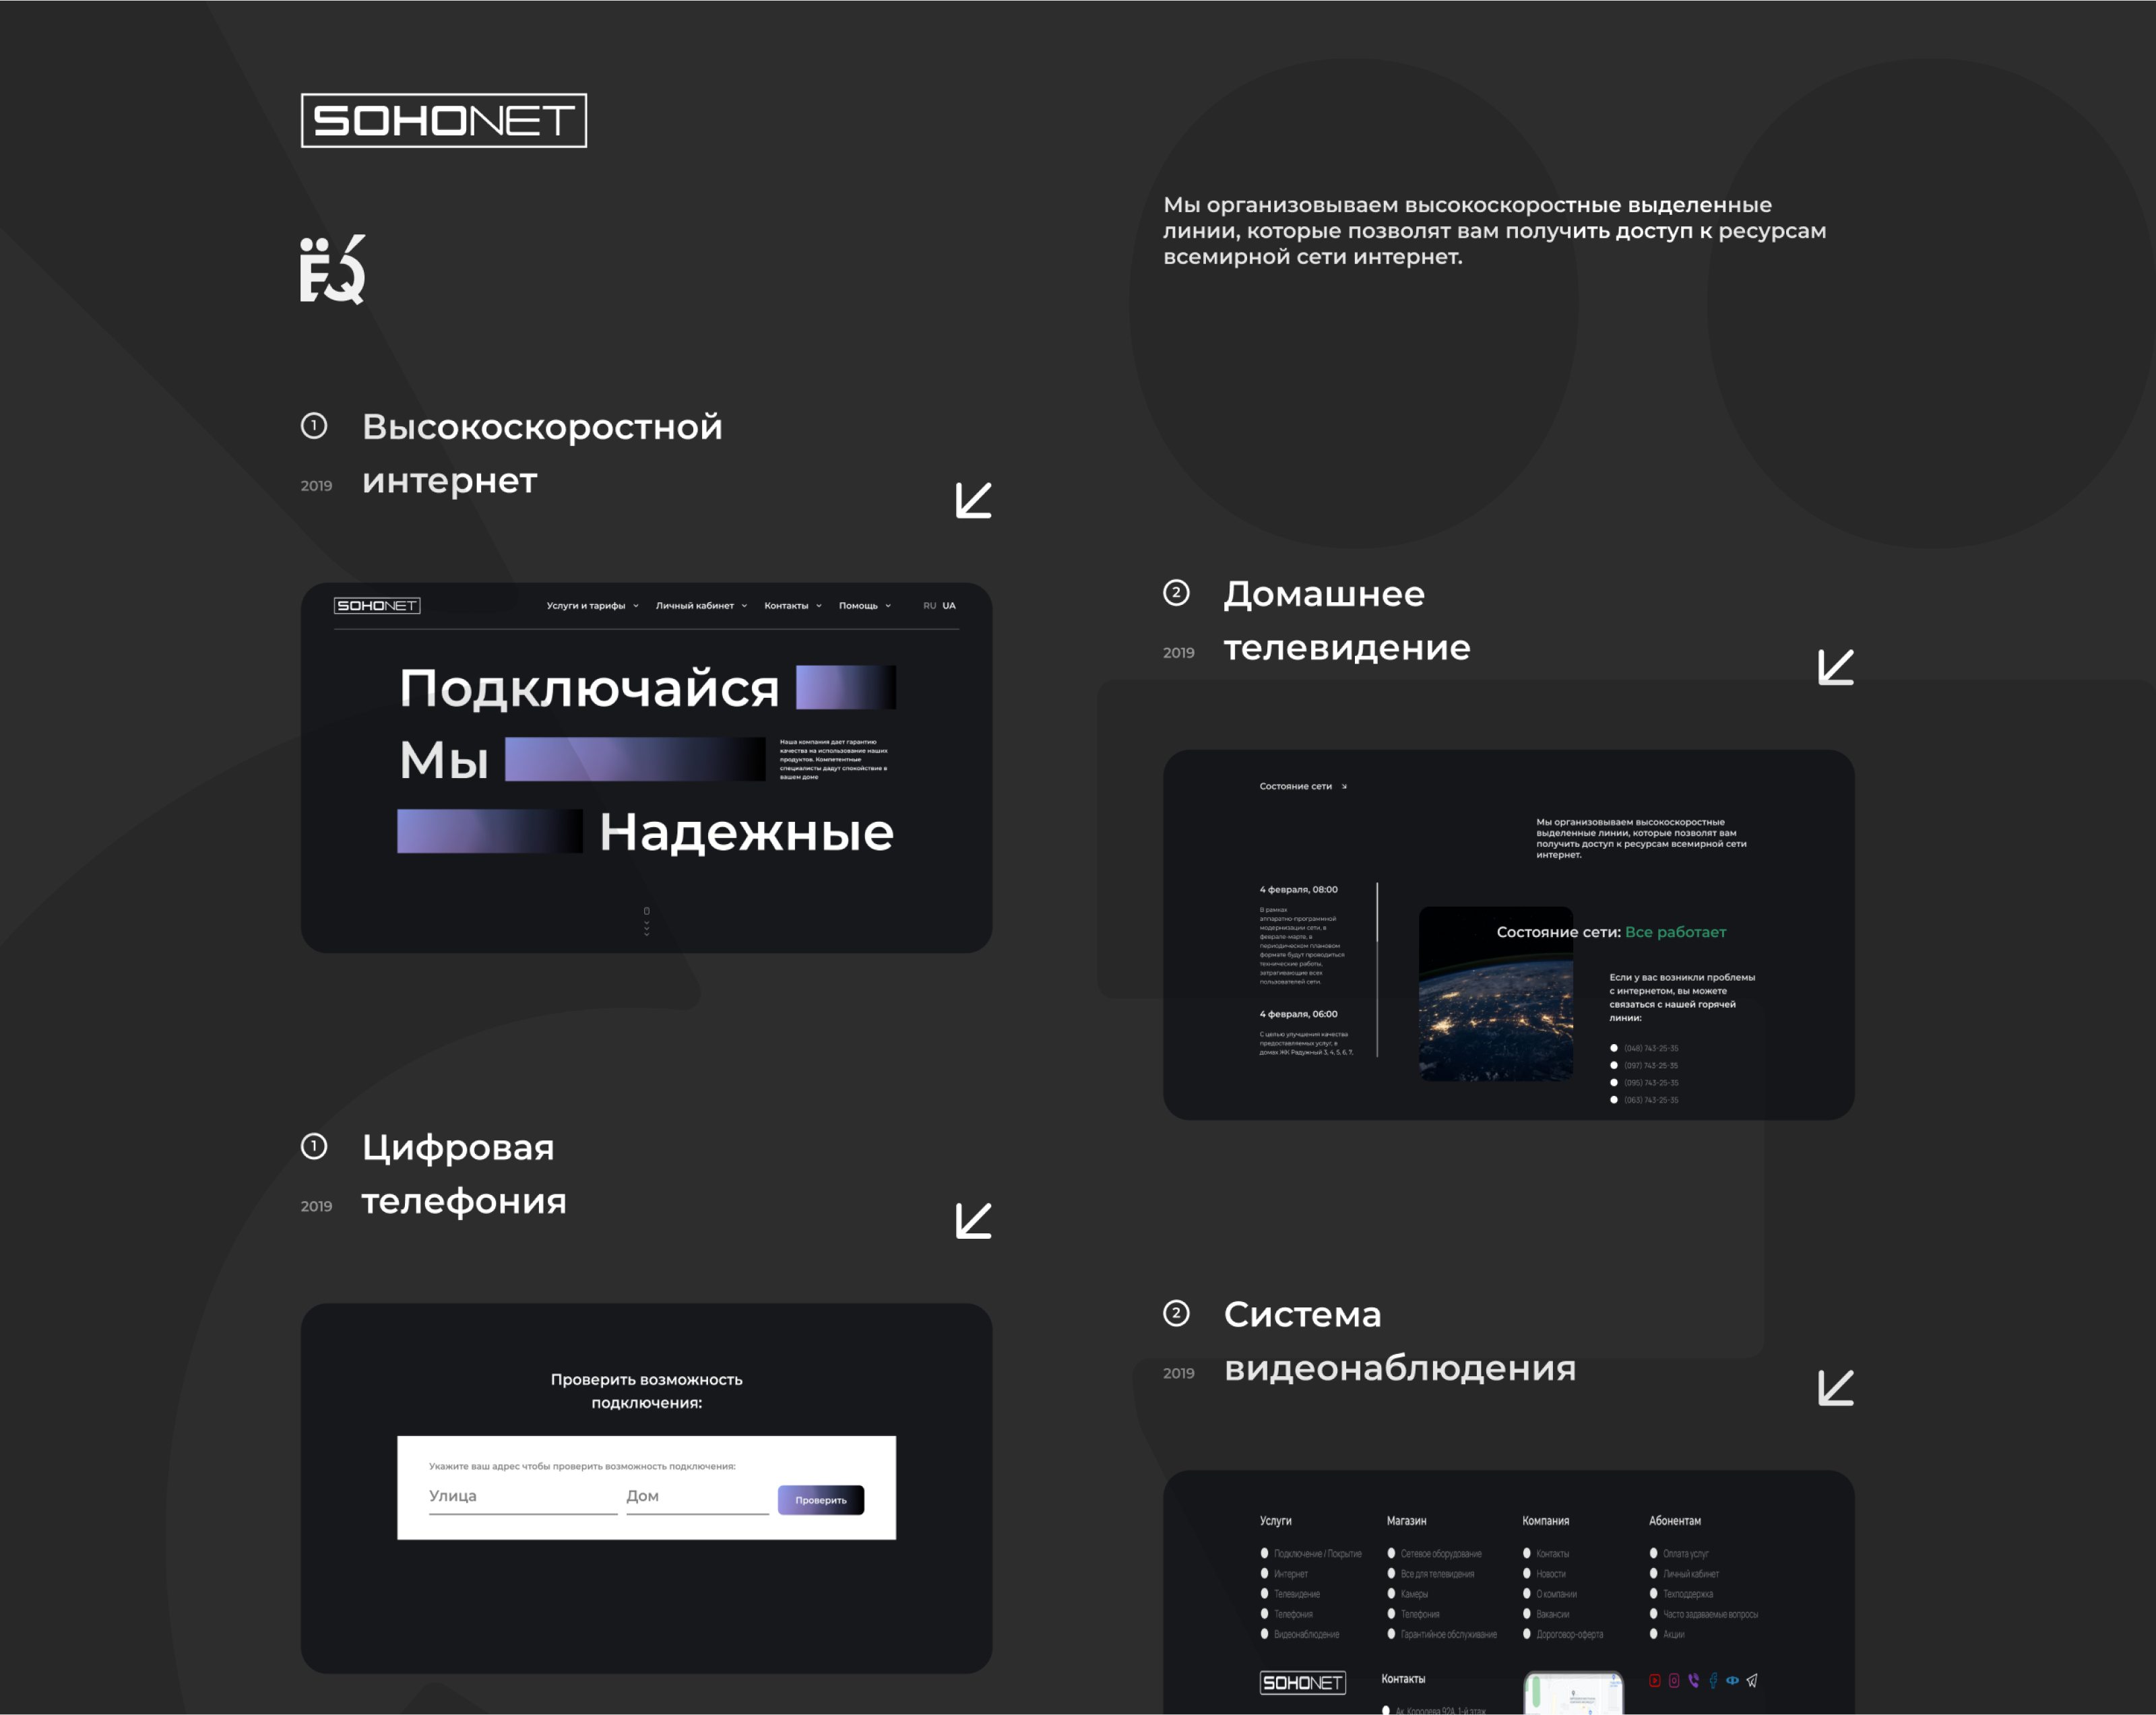 SOHONET
Мы организовываем высокоскоростные выделенные
линии, которые позволят вам получить доступ к ресурсам
всемирной сети интернет.
ËQ
1
Высокоскоростной
2019
интернет
SOHONET
Услуги и тарифы
Личный кабинет
Контакты
Помощь
RU UA
Подключайся
Мы
Наша компания дает гарантию
качества на использование наших
продуктов. Компетентные
специалисты дадут спокойствие в
вашем доме
Надежные
2
Домашнее
2019
телевидение
Состояние сети
Мы организовываем высокоскоростные
выделенные линии, которые позволят вам
получить доступ к ресурсам всемирной сети
интернет.
4 февраля, 08:00
В рамках
аппаратно-программной
модернизации сети, в
феврале-марте, в
периодическом плановом
формате будут проводиться
технические работы,
затрагивающие всех
пользователей сети.
4 февраля, 06:00
С целью улучшения качества
предоставляемых услуг, в
домах ЖК Радужный 3, 4, 5, 6, 7,
Состояние сети: Все работает
Если у вас возникли проблемы
с интернетом, вы можете
связаться с нашей горячей
линии:
(048) 743-25-35
(097) 743-25-35
(095) 743-25-35
(063) 743-25-35
1
Цифровая
2019
телефония
Проверить возможность
подключения:
Укажите ваш адрес чтобы проверить возможность подключения:
Улица
Дом
Проверить
2
Система
2019
видеонаблюдения
Услуги
Подключение / Покрытие
Интернет
Телевидение
Телефония
Видеонаблюдение
Магазин
Сетевое оборудование
Все для телевидения
Камеры
Телефония
Гарантийное обслуживание
Компания
Контакты
Новости
О компании
Вакансии
Дороговор-оферта
Абонентам
Оплата услуг
Личный кабинет
Техподдержка
Часто задаваемые вопросы
Акции
SOHONET
Контакты
Ак. Королева 92А, 1-й этаж